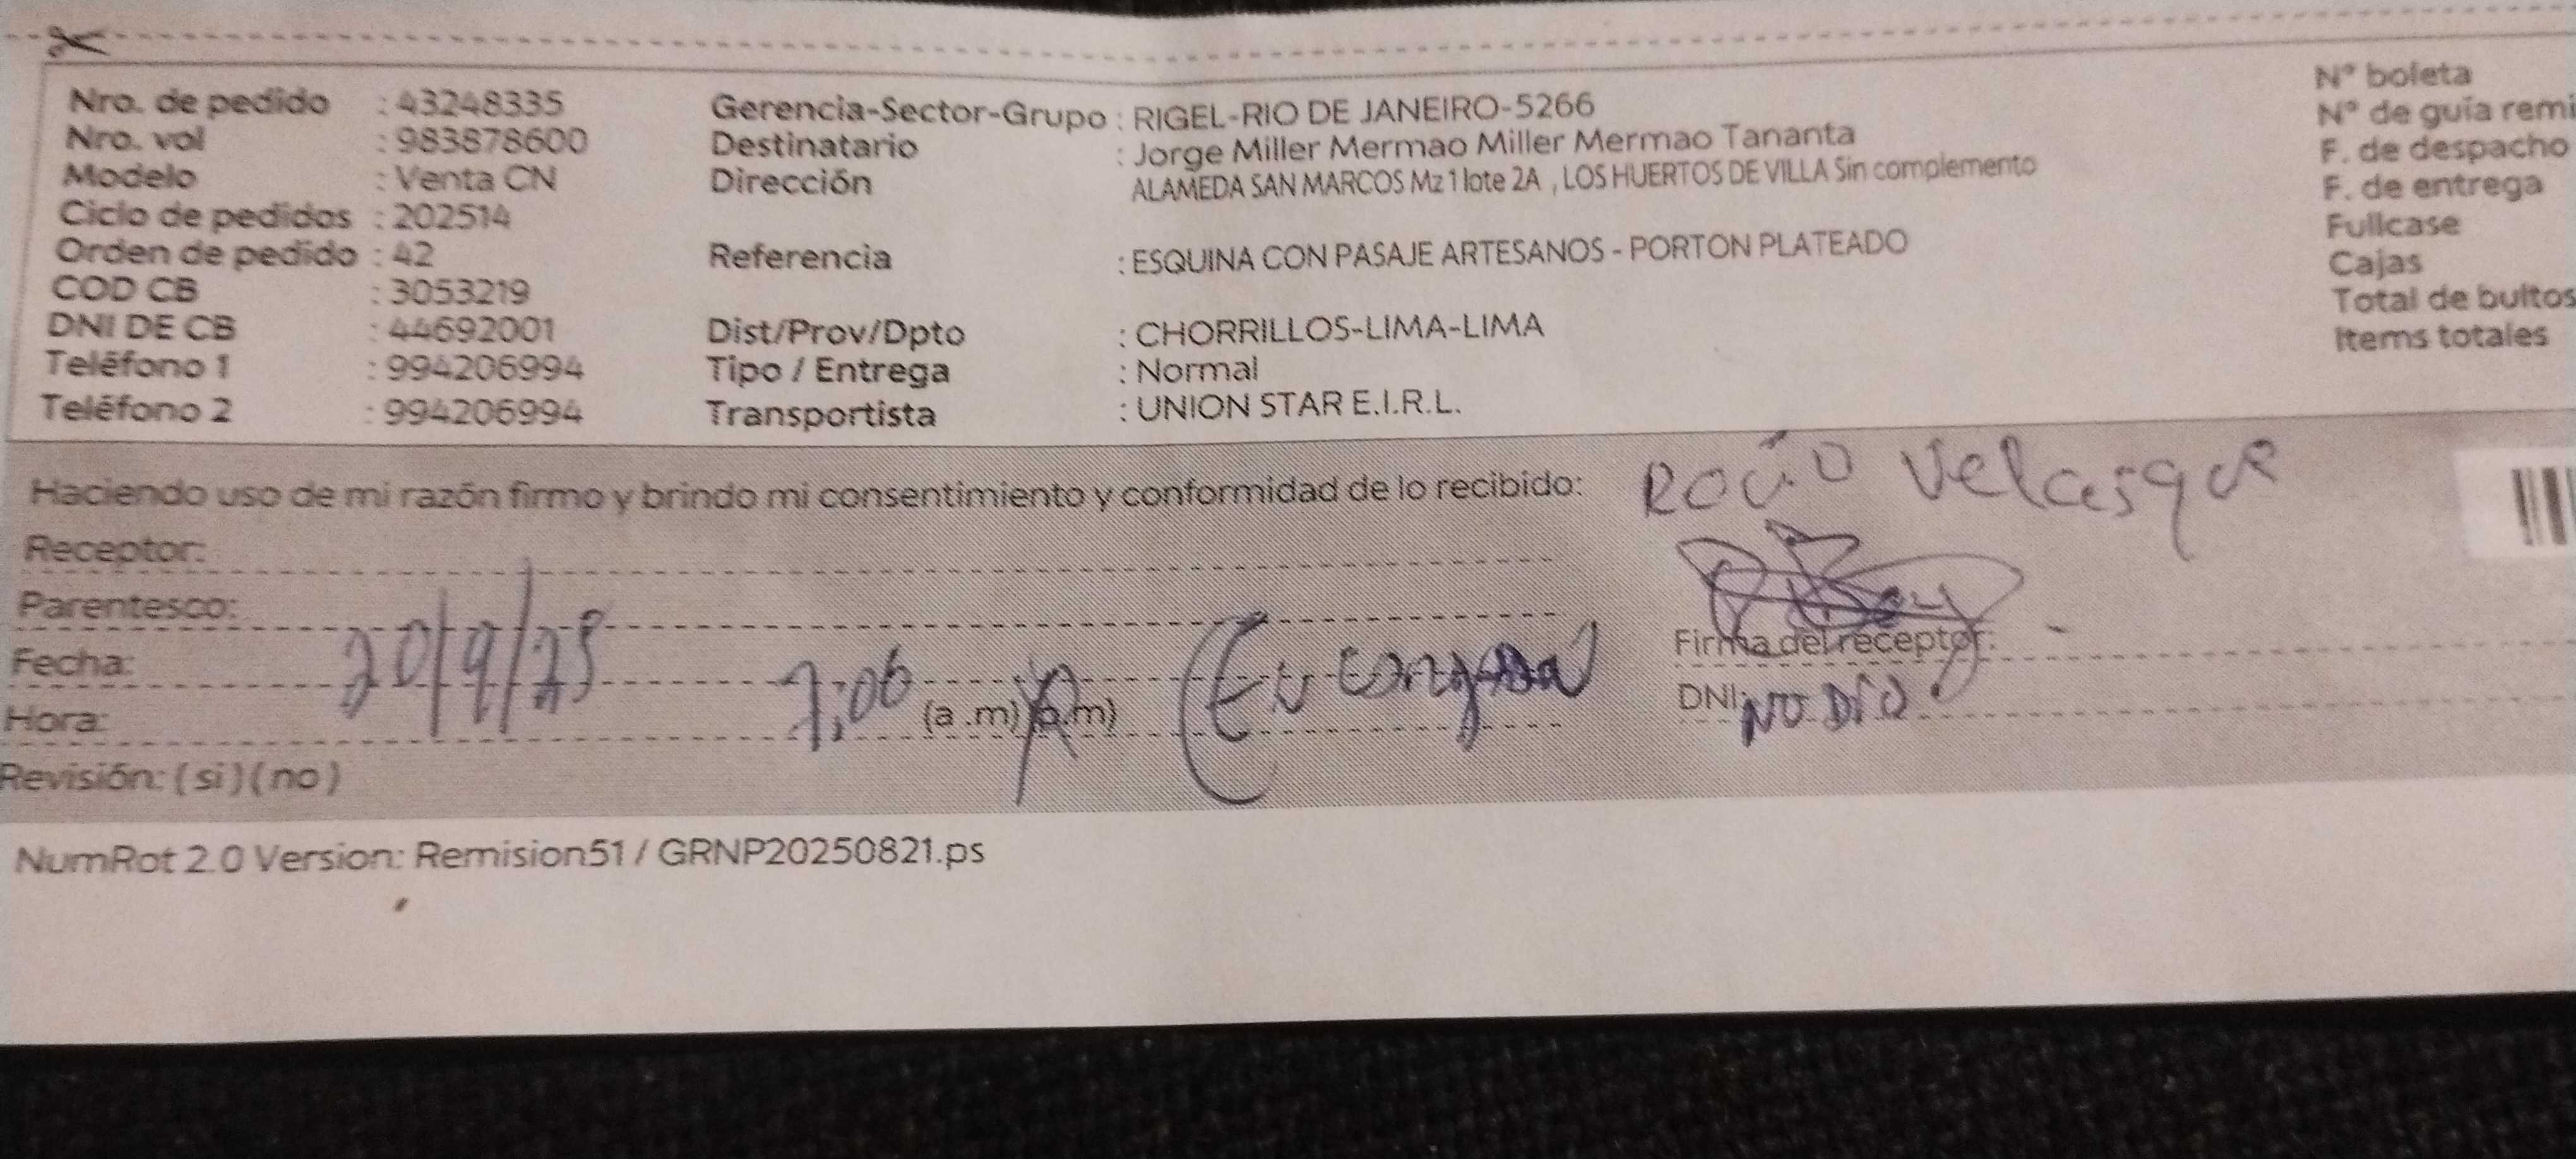 Nro. de pedido : 43248335 Gerencia-Sector-Grupo : RIGEL-RIO DE JANEIRO-5266 N° boleta
Nro. vol : 983878600 Destinatario : Jorge Miller Mermao Miller Mermao Tananta N° de guía remi
Modelo : Venta CN Dirección ALAMEDA SAN MARCOS Mz 1 lote 2A , LOS HUERTOS DE VILLA Sin complemento F. de despacho
Ciclo de pedidos : 202514 F. de entrega
Orden de pedido : 42 Referencia : ESQUINA CON PASAJE ARTESANOS - PORTON PLATEADO Fullcase
COD CB : 3053219 Cajas
DNI DE CB : 44692001 Dist/Prov/Dpto : CHORRILLOS-LIMA-LIMA Total de bultos
Teléfono 1 : 994206994 Tipo / Entrega : Normal Items totales
Teléfono 2 : 994206994 Transportista : UNION STAR E.I.R.L.
Haciendo uso de mi razón firmo y brindo mi consentimiento y conformidad de lo recibido: Rocío Velasque
Receptor:
Parentesco:
Fecha: 20/9/25 Firma del receptor:
Hora: 7:06 (a .m) (p.m) DNI: NO DIO
Revisión: ( si ) ( no )
NumRot 2.0 Version: Remision51 / GRNP20250821.ps